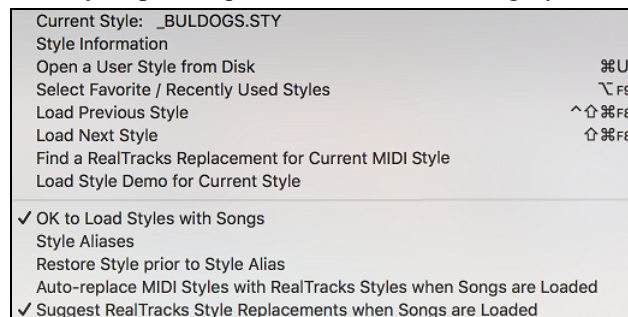 Current Style: _BULDOGS.STY
Style Information
Open a User Style from Disk ⌘U
Select Favorite / Recently Used Styles ⌥F9
Load Previous Style ^⇧⌘F8
Load Next Style ⇧⌘F8
Find a RealTracks Replacement for Current MIDI Style
Load Style Demo for Current Style
✓ OK to Load Styles with Songs
Style Aliases
Restore Style prior to Style Alias
Auto-replace MIDI Styles with RealTracks Styles when Songs are Loaded
✓ Suggest RealTracks Style Replacements when Songs are Loaded